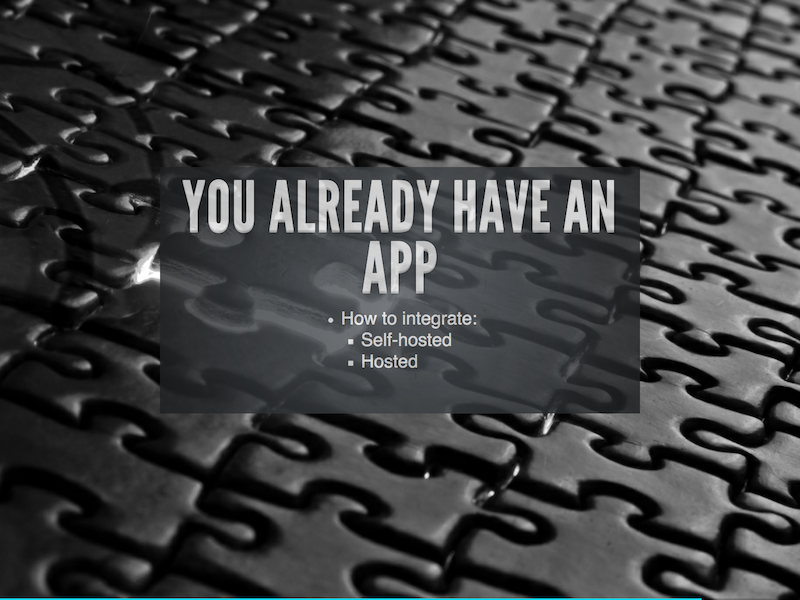 YOU ALREADY HAVE AN
APP
• How to integrate:
▪ Self-hosted
▪ Hosted